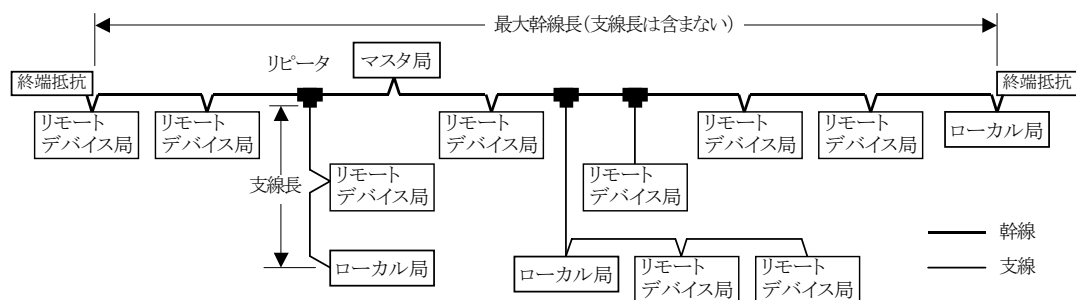 最大幹線長(支線長は含まない)
リピータ
マスタ局
終端抵抗
終端抵抗
リモート
デバイス局
リモート
デバイス局
リモート
デバイス局
リモート
デバイス局
リモート
デバイス局
ローカル局
支線長
リモート
デバイス局
リモート
デバイス局
ローカル局
ローカル局
リモート
デバイス局
リモート
デバイス局
幹線
支線